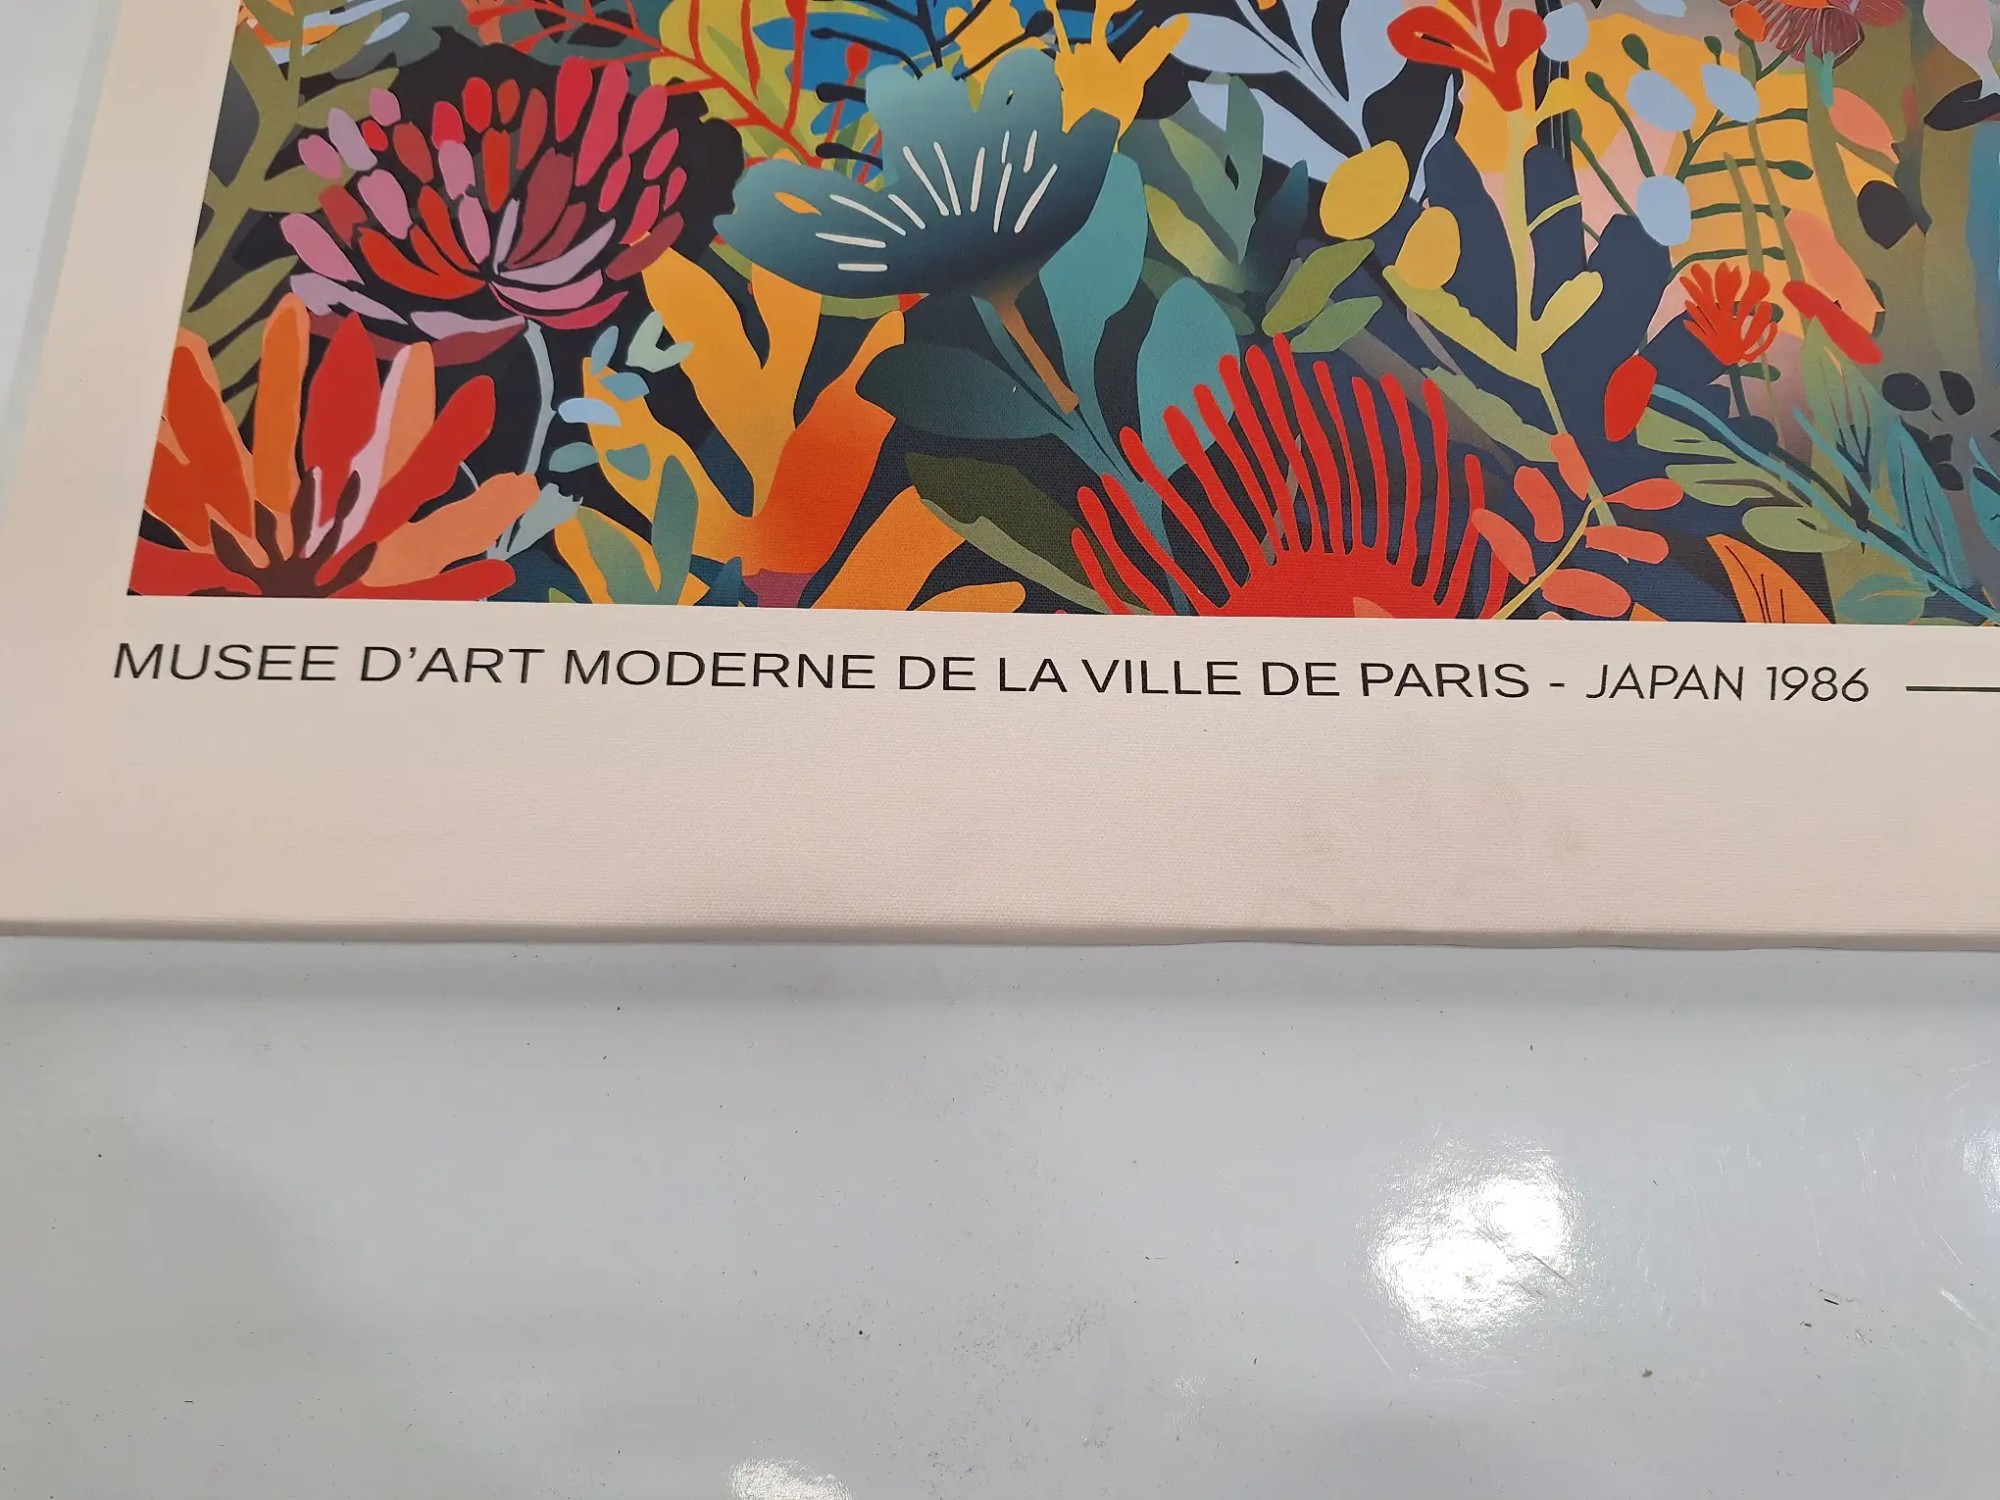 MUSEE D’ART MODERNE DE LA VILLE DE PARIS - JAPAN 1986